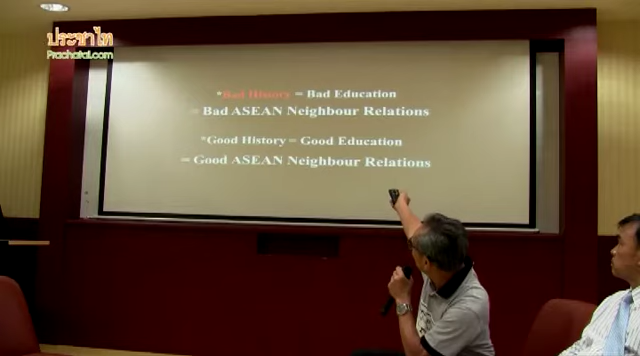 ประชาไท
Prachatai.com
*Bad History = Bad Education
= Bad ASEAN Neighbour Relations
*Good History = Good Education
= Good ASEAN Neighbour Relations